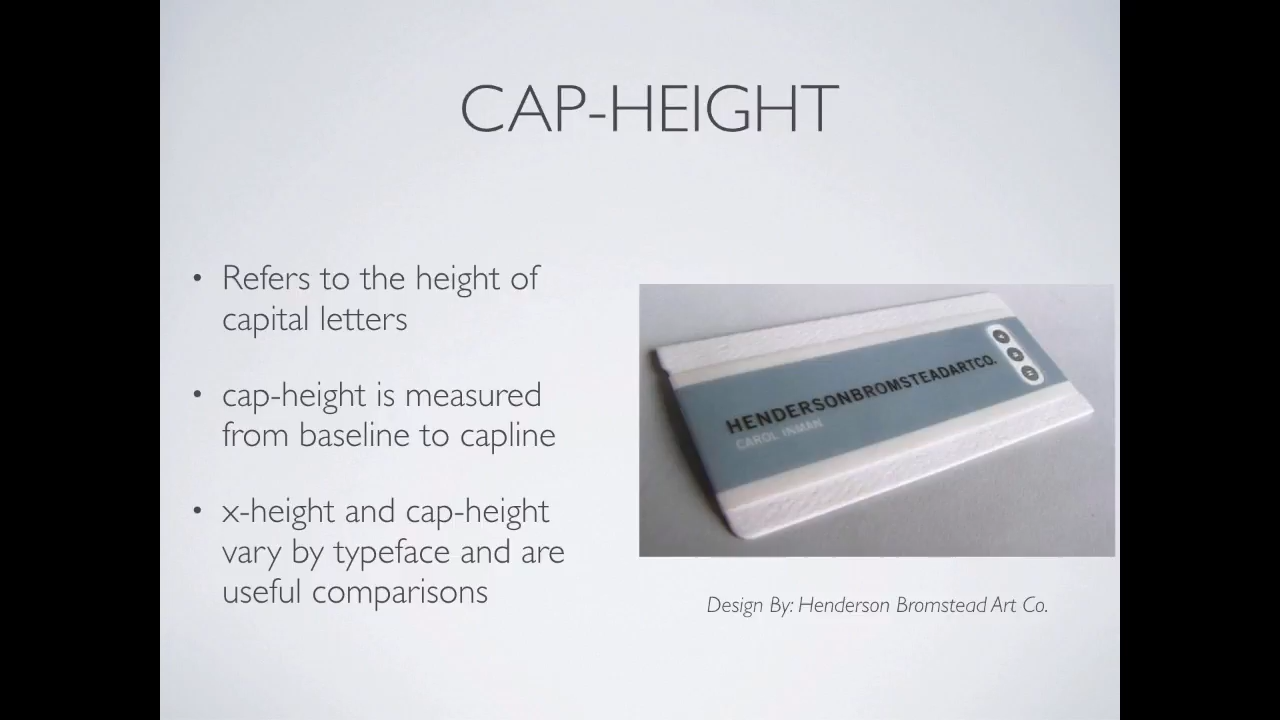 CAP-HEIGHT
• Refers to the height of
capital letters
• cap-height is measured
from baseline to capline
• x-height and cap-height
vary by typeface and are
useful comparisons
HENDERSONBROMSTEADARTCO.
CAROL INMAN
Design By: Henderson Bromstead Art Co.